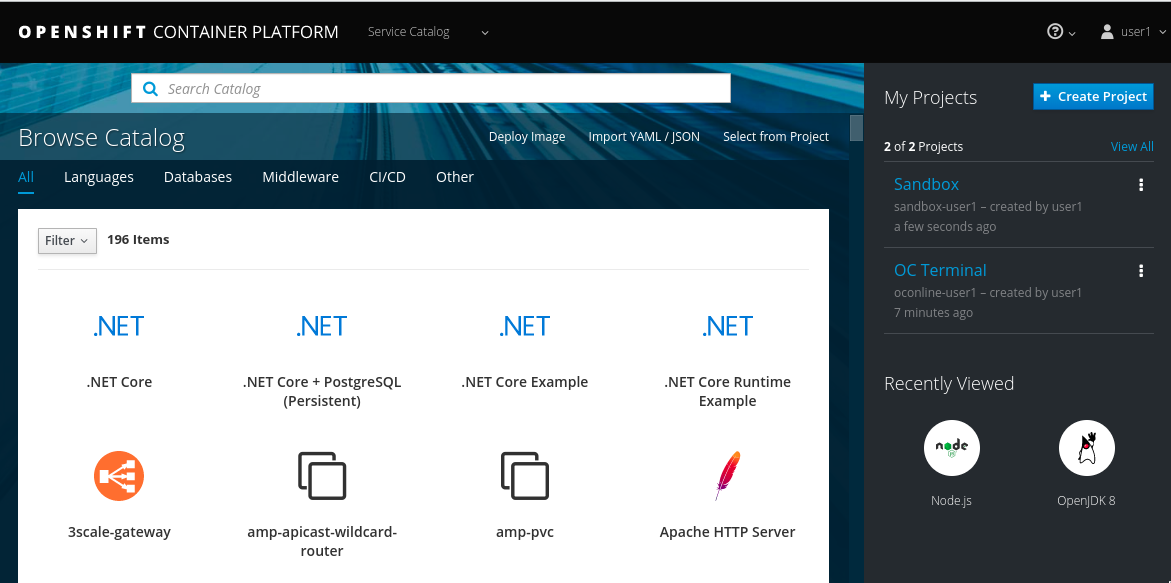 OPENSHIFT CONTAINER PLATFORM
Service Catalog
user1
Search Catalog
Browse Catalog
Deploy Image
Import YAML / JSON
Select from Project
All
Languages
Databases
Middleware
CI/CD
Other
Filter
196 Items
.NET
.NET Core
.NET
.NET Core + PostgreSQL
(Persistent)
.NET
.NET Core Example
.NET
.NET Core Runtime
Example
3scale-gateway
amp-apicast-wildcard-
router
amp-pvc
Apache HTTP Server
My Projects
Create Project
2 of 2 Projects
View All
Sandbox
sandbox-user1 – created by user1
a few seconds ago
OC Terminal
oconline-user1 – created by user1
7 minutes ago
Recently Viewed
node
Node.js
OpenJDK 8